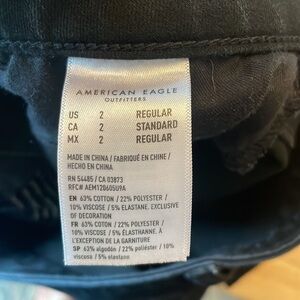 AMERICAN EAGLE
OUTFITTERS
US 2 REGULAR
CA 2 STANDARD
MX 2 REGULAR
MADE IN CHINA / FABRIQUÉ EN CHINE /
HECHO EN CHINA
RN 54485 / CA 03873
RFC# AEM120605U9A
EN 63% COTTON / 22% POLYESTER /
10% VISCOSE / 5% ELASTANE, EXCLUSIVE
OF DECORATION
FR 63% COTON / 22% POLYESTER /
10% VISCOSE / 5% ÉLASTHANNE, À
L'EXCEPTION DE LA GARNITURE
SP 63% algodón / 22% poliéster / 10%
viscosa / 5% elastano